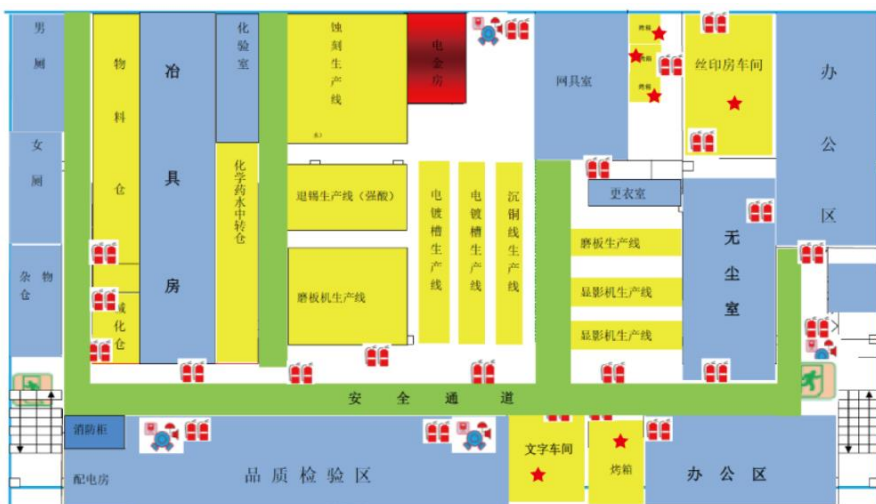 男厕
女厕
杂物仓
物料仓
冶具房
化验室
化学药水中转仓
蚀刻生产线
电金房
退锡生产线（强酸）
磨板机生产线
电镀槽生产线
电镀槽生产线
沉铜线生产线
网具室
烤箱
烤箱
烤箱
丝印房车间
办公区
更衣室
磨板生产线
显影机生产线
显影机生产线
无尘室
安全通道
消防柜
配电房
品质检验区
文字车间
烤箱
办公区